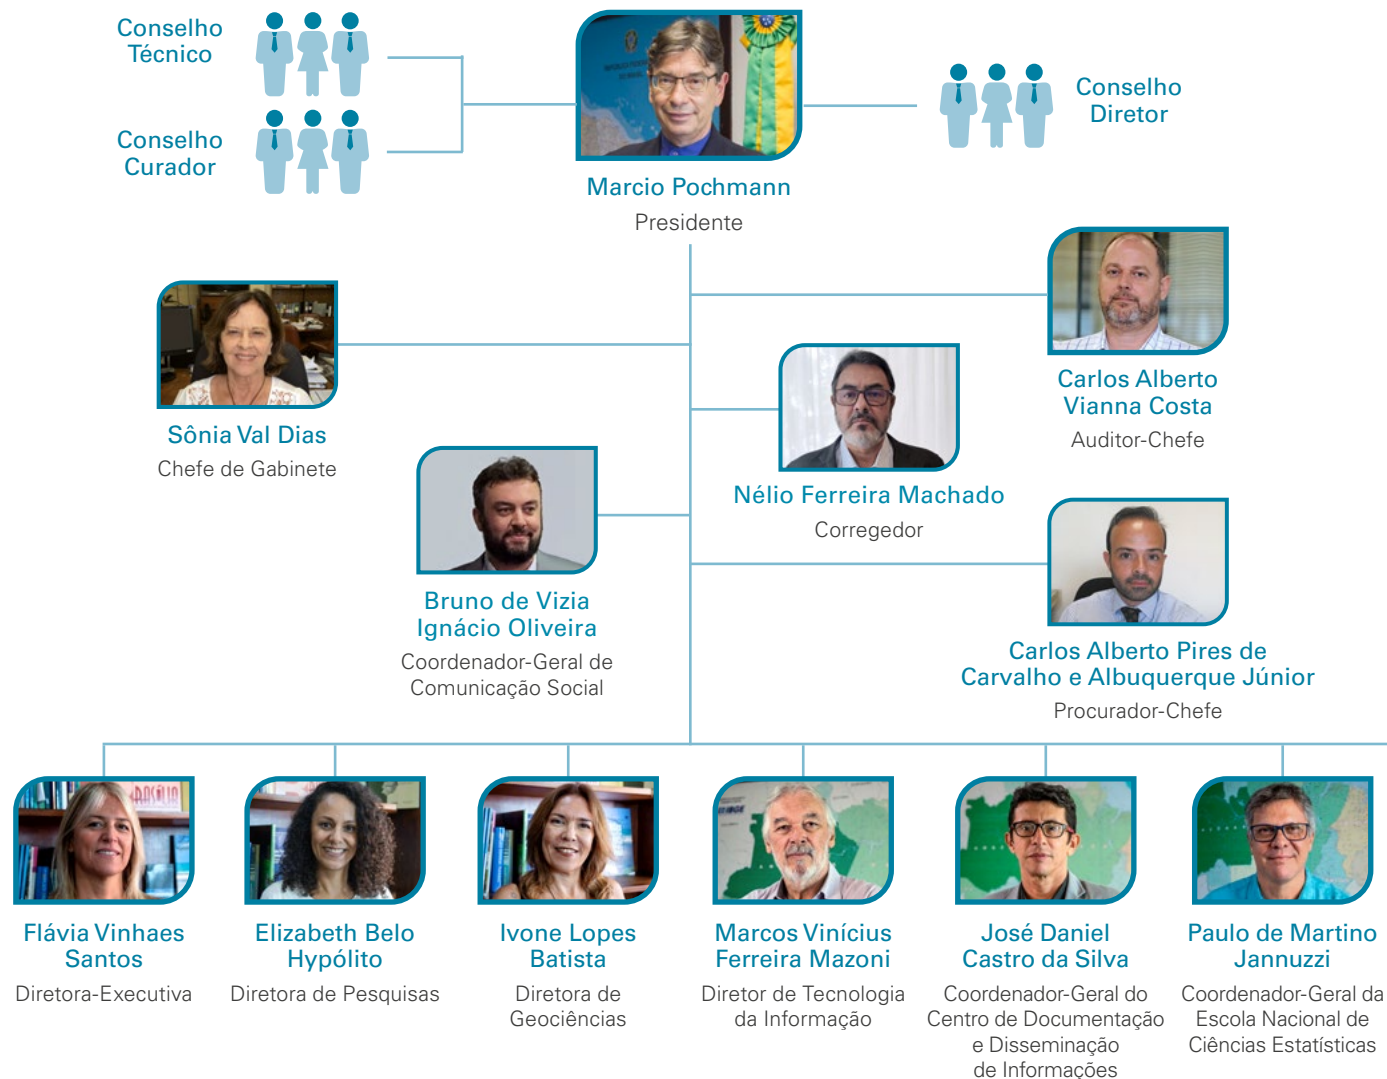 Conselho
Técnico
Conselho
Curador
Conselho
Diretor
Marcio Pochmann
Presidente
Sônia Val Dias
Chefe de Gabinete
Carlos Alberto
Vianna Costa
Auditor-Chefe
Nélio Ferreira Machado
Corregedor
Bruno de Vizia
Ignácio Oliveira
Coordenador-Geral de
Comunicação Social
Carlos Alberto Pires de
Carvalho e Albuquerque Júnior
Procurador-Chefe
Flávia Vinhaes
Santos
Diretora-Executiva
Elizabeth Belo
Hypólito
Diretora de Pesquisas
Ivone Lopes
Batista
Diretora de
Geociências
Marcos Vinícius
Ferreira Mazoni
Diretor de Tecnologia
da Informação
José Daniel
Castro da Silva
Coordenador-Geral do
Centro de Documentação
e Disseminação
de Informações
Paulo de Martino
Jannuzzi
Coordenador-Geral da
Escola Nacional de
Ciências Estatísticas